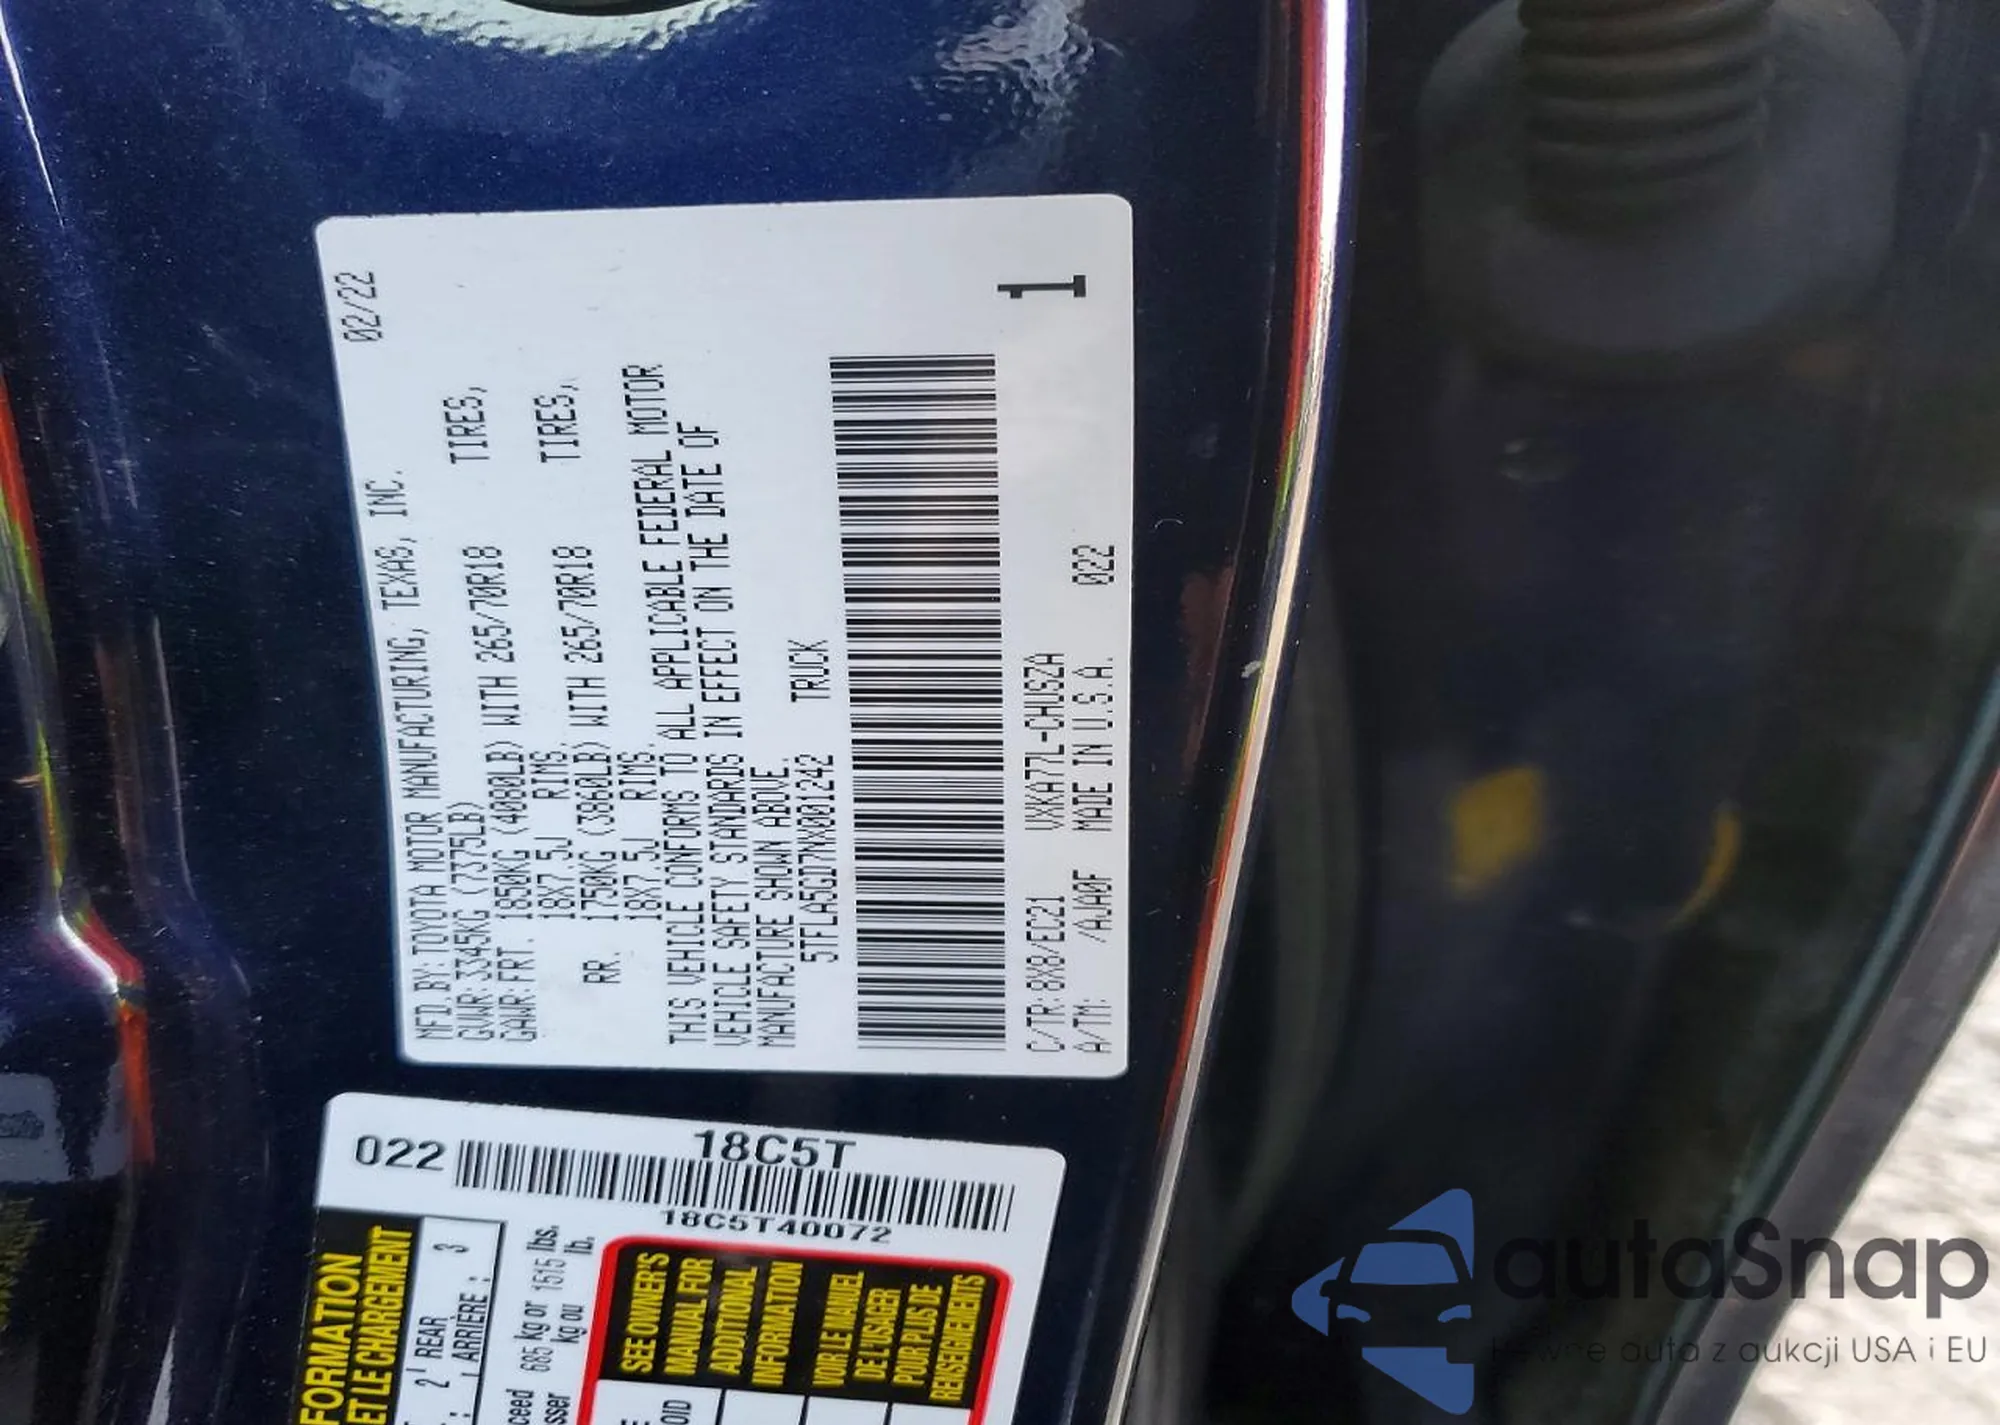 02/22
MFD.BY: TOYOTA MOTOR MANUFACTURING, TEXAS, INC.
GVWR: 3345KG (7375LB)
GAWR: FRT. 1850KG (4080LB) WITH 265/70R18 TIRES,
18X7.5J RIMS,
RR. 1750KG (3860LB) WITH 265/70R18 TIRES,
18X7.5J RIMS.
THIS VEHICLE CONFORMS TO ALL APPLICABLE FEDERAL MOTOR
VEHICLE SAFETY STANDARDS IN EFFECT ON THE DATE OF
MANUFACTURE SHOWN ABOVE.
5TFLA5GD7NX001242 TRUCK
C/TR: 8X8/EC21 VXKA77L-CHUSZA
A/TM: /AJA0F MADE IN U.S.A. 022
1
022
18C5T
18C5T40072
FORMATION
ET LE CHARGEMENT
2 REAR 3
ARRIÈRE : 3
685 kg or 1515 lbs.
kg ou lb.
SEE OWNER'S
MANUAL FOR
ADDITIONAL
INFORMATION
VOIR LE MANUEL
DE L'USAGER
POUR PLUS DE
RENSEIGNEMENTS
autaSnap
Pewne auta z aukcji USA i EU